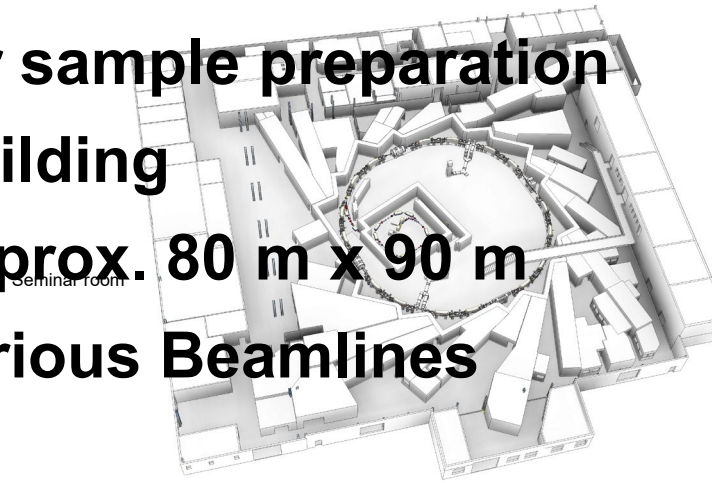 sample preparation
ilding
prox. 80 m x 90 m
Seminar room
rious Beamlines